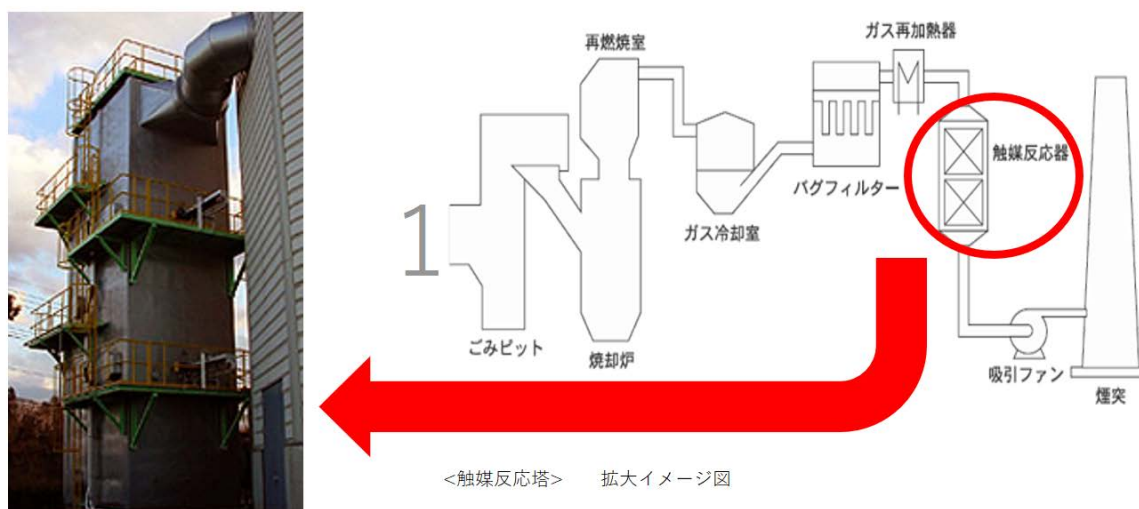 ガス再加熱器
再燃焼室
触媒反応器
バグフィルター
1
ガス冷却室
ごみピット
焼却炉
吸引ファン
煙突
<触媒反応塔> 拡大イメージ図